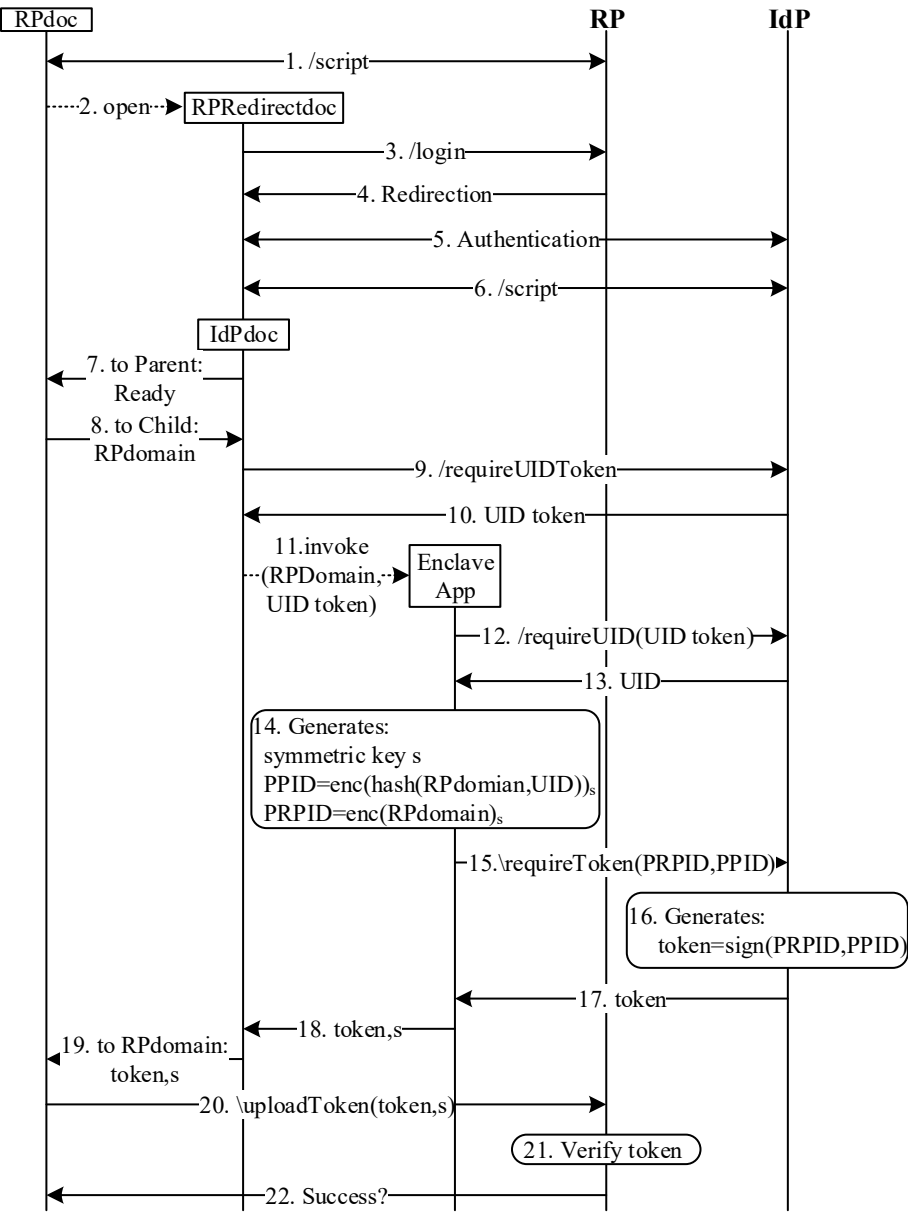 RPdoc RP IdP
1. /script
2. open RPRedirectdoc
3. /login
4. Redirection
5. Authentication
6. /script
IdPdoc
7. to Parent:
Ready
8. to Child:
RPdomain
9. /requireUIDToken
10. UID token
11.invoke
(RPDomain,
UID token)
Enclave
App
12. /requireUID(UID token)
13. UID
14. Generates:
symmetric key s
PPID=enc(hash(RPdomian,UID))s
PRPID=enc(RPdomain)s
15.\requireToken(PRPID,PPID)
16. Generates:
token=sign(PRPID,PPID)
17. token
18. token,s
19. to RPdomain:
token,s
20. \uploadToken(token,s)
21. Verify token
22. Success?